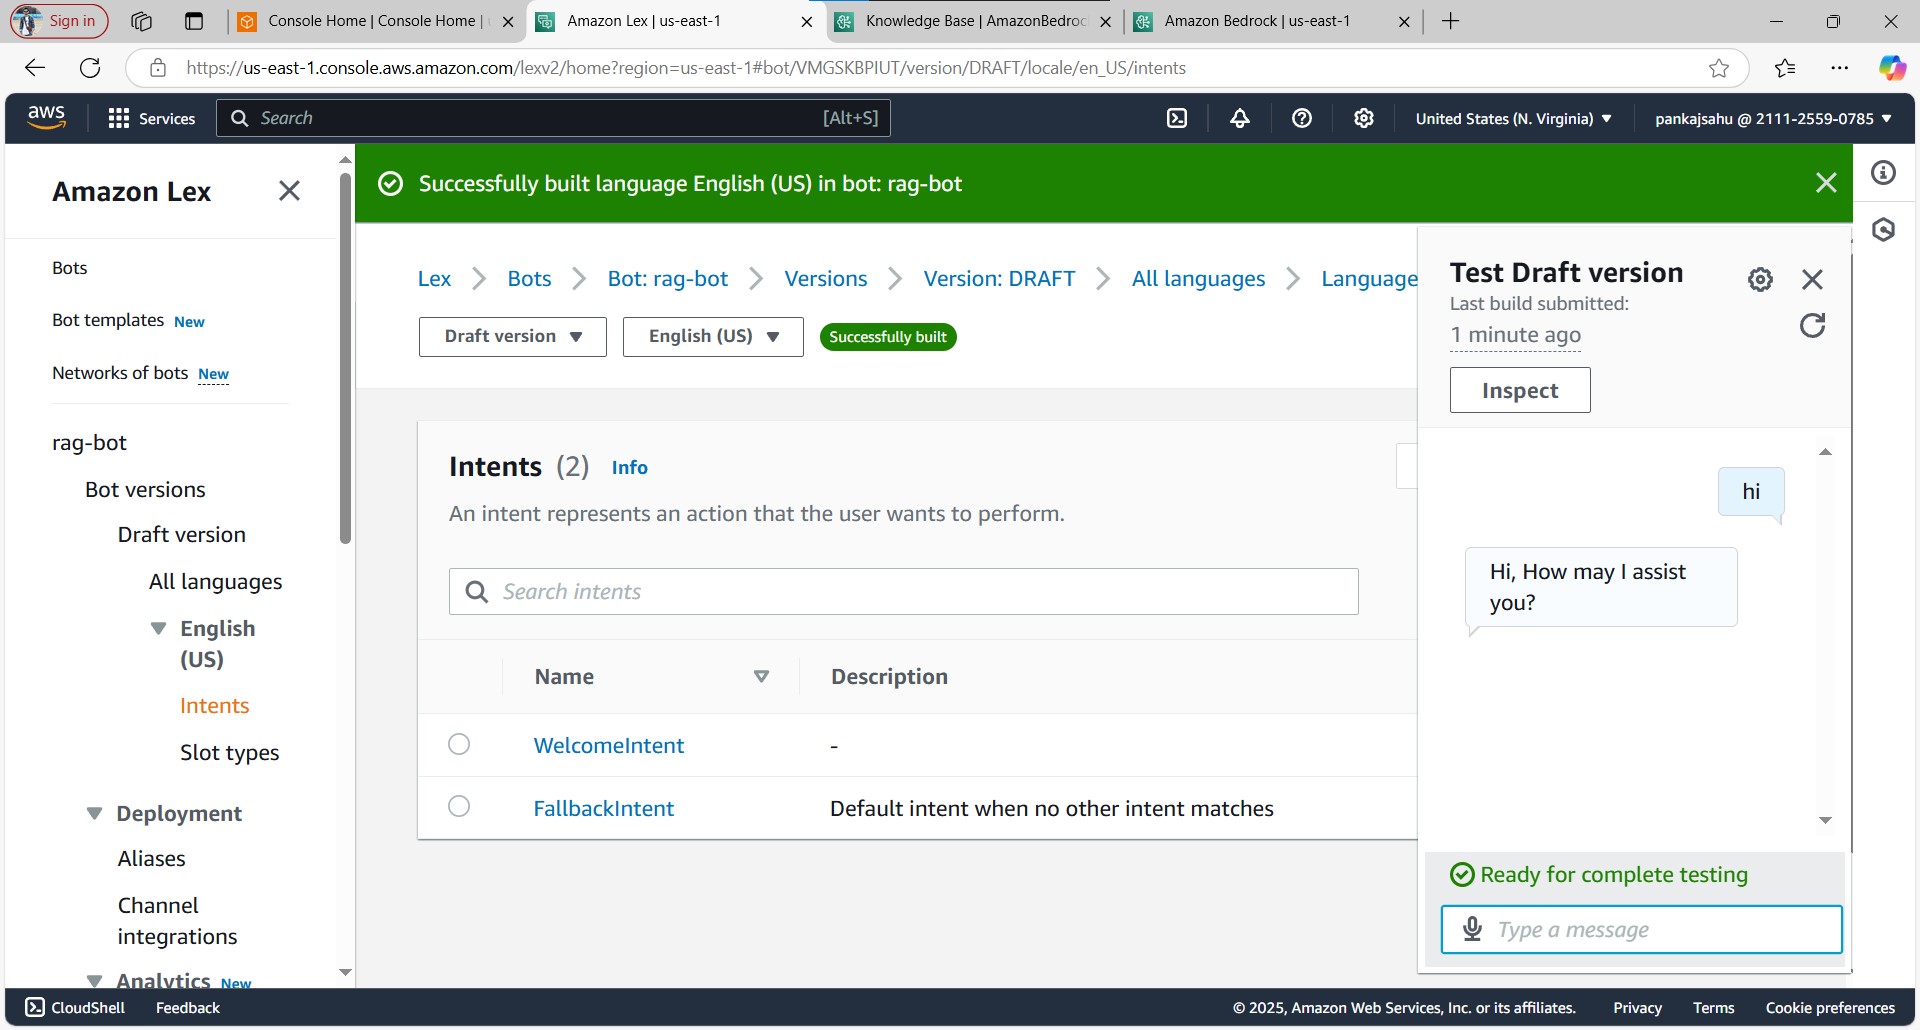 Sign in
Console Home | Console Home |
Amazon Lex | us-east-1
Knowledge Base | AmazonBedroc
Amazon Bedrock | us-east-1
https://us-east-1.console.aws.amazon.com/lexv2/home?region=us-east-1#bot/VMGSKBPIUT/version/DRAFT/locale/en_US/intents
aws
Services
Search
[Alt+S]
United States (N. Virginia)
pankajsahu @ 2111-2559-0785
Amazon Lex
Bots
Bot templates New
Networks of bots New
rag-bot
Bot versions
Draft version
All languages
English
(US)
Intents
Slot types
Deployment
Aliases
Channel
integrations
Analytics New
Successfully built language English (US) in bot: rag-bot
Lex
Bots
Bot: rag-bot
Versions
Version: DRAFT
All languages
Language
Draft version
English (US)
Successfully built
Intents (2) Info
An intent represents an action that the user wants to perform.
Search intents
Name
Description
WelcomeIntent
-
FallbackIntent
Default intent when no other intent matches
Test Draft version
Last build submitted:
1 minute ago
Inspect
hi
Hi, How may I assist
you?
Ready for complete testing
Type a message
CloudShell
Feedback
© 2025, Amazon Web Services, Inc. or its affiliates.
Privacy
Terms
Cookie preferences